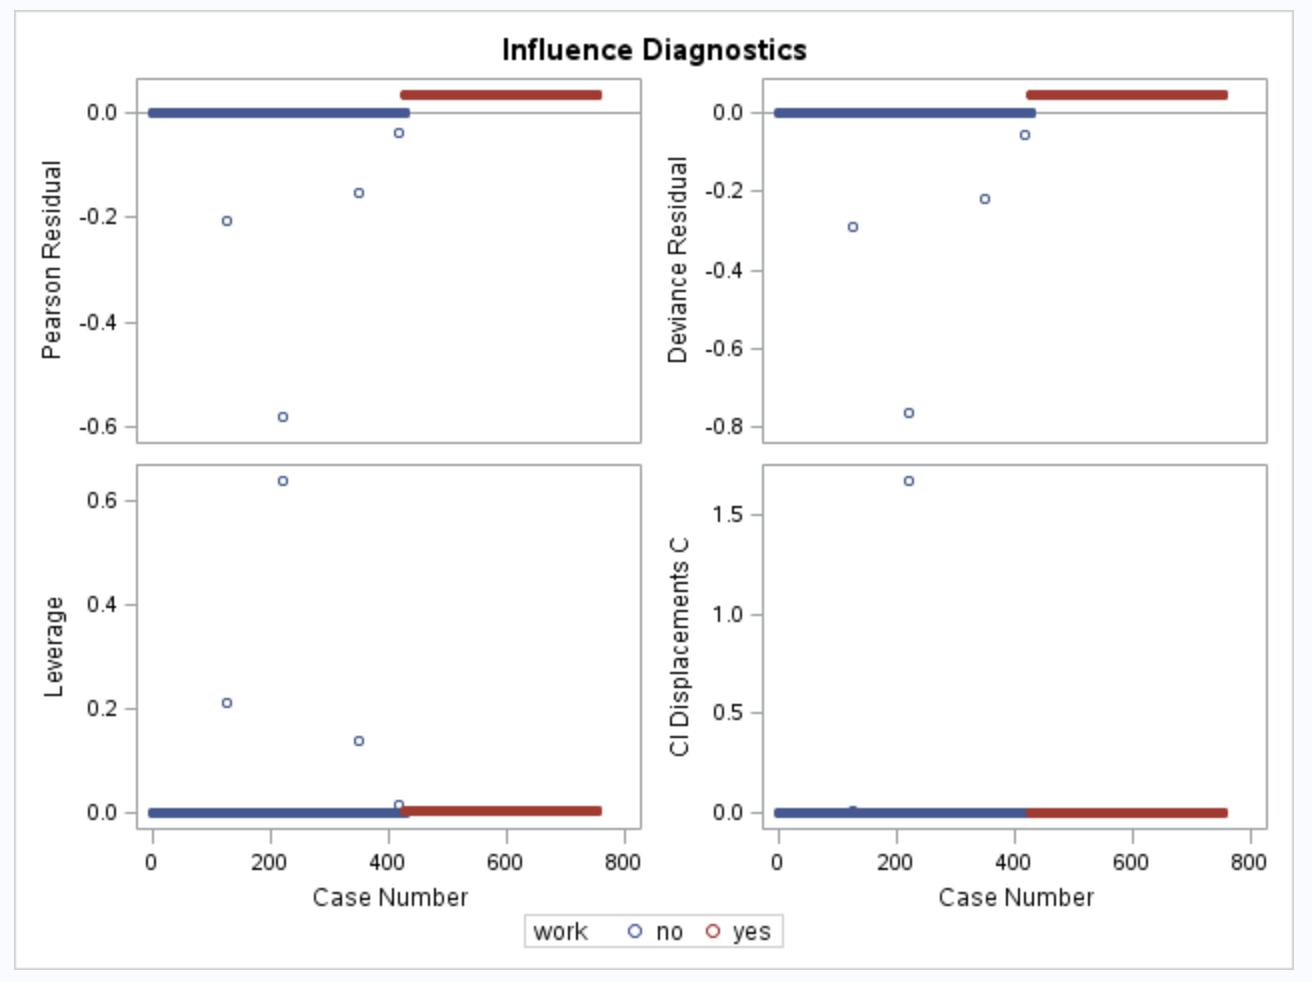 Influence Diagnostics
Pearson Residual
0.0
-0.2
-0.4
-0.6
Deviance Residual
0.0
-0.2
-0.4
-0.6
-0.8
Leverage
0.6
0.4
0.2
0.0
0 200 400 600 800
Case Number
CI Displacements C
1.5
1.0
0.5
0.0
0 200 400 600 800
Case Number
work no yes